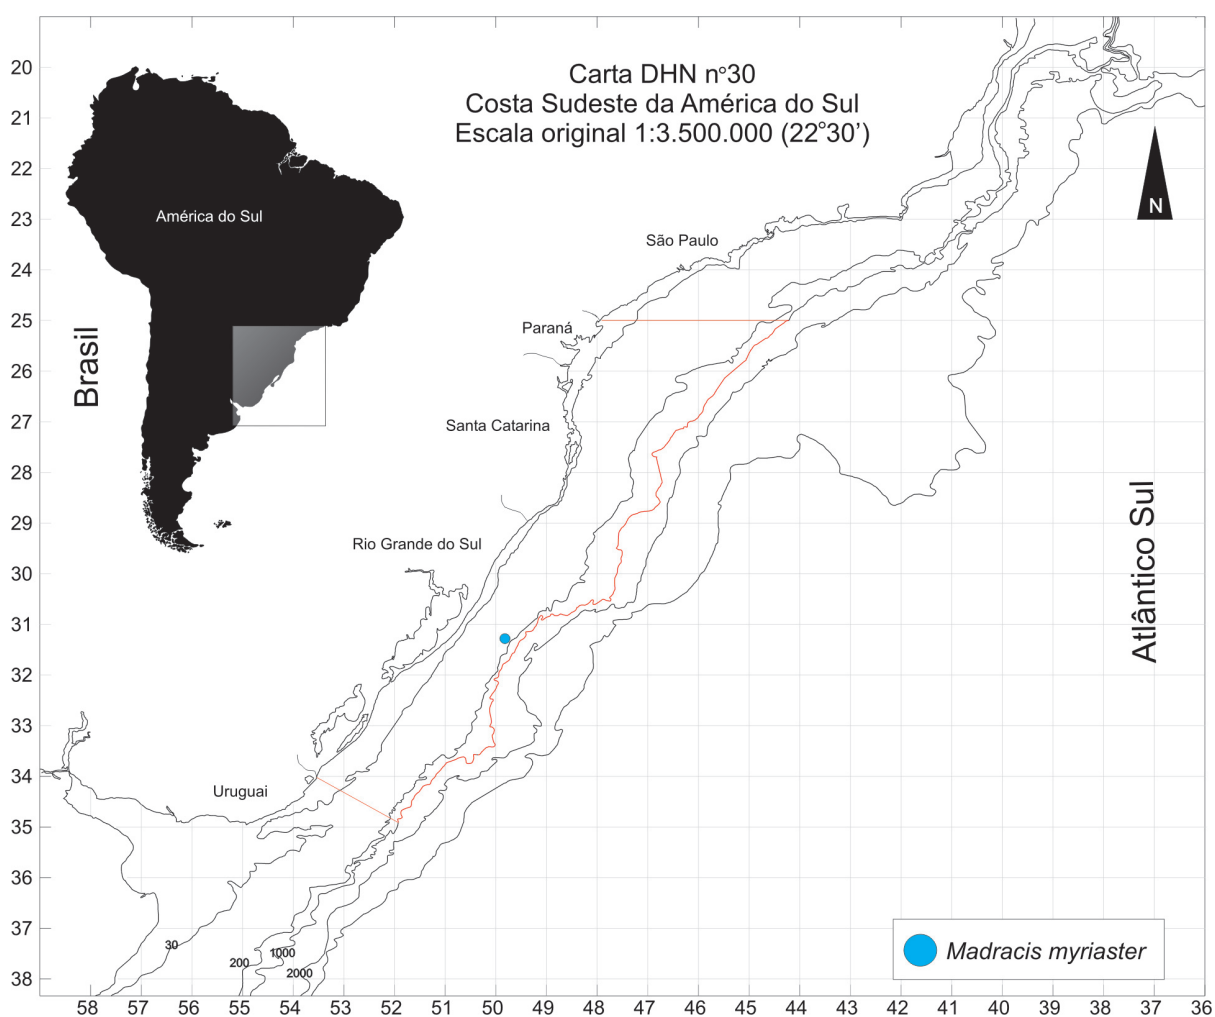 Carta DHN nº30
Costa Sudeste da América do Sul
Escala original 1:3.500.000 (22°30’)
América do Sul
N
São Paulo
Paraná
Brasil
Santa Catarina
Rio Grande do Sul
Atlântico Sul
Uruguai
30
200
1000
2000
Madracis myriaster
20
21
22
23
24
25
26
27
28
29
30
31
32
33
34
35
36
37
38
58 57 56 55 54 53 52 51 50 49 48 47 46 45 44 43 42 41 40 39 38 37 36